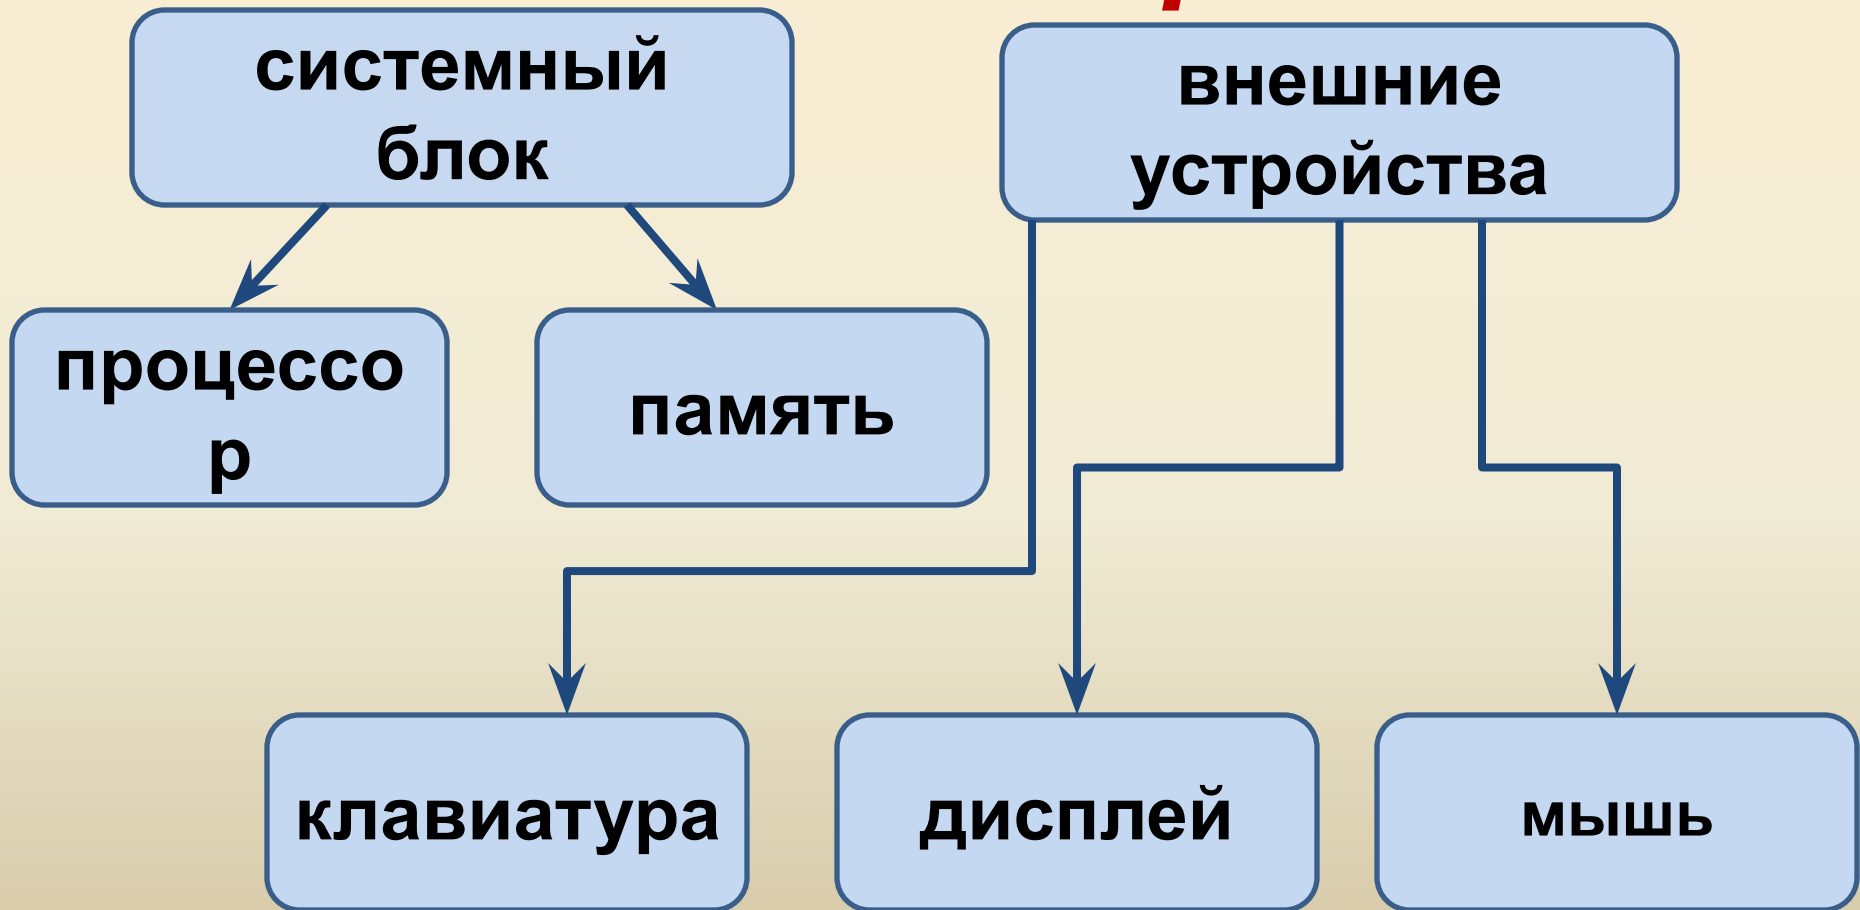 системный
блок
внешние
устройства
процессо
р
память
клавиатура
дисплей
мышь